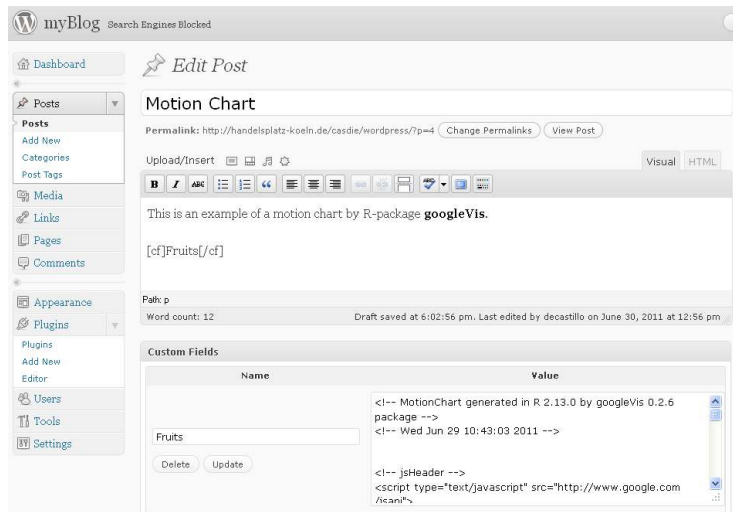 myBlog Search Engines Blocked
Dashboard
Posts
Posts
Add New
Categories
Post Tags
Media
Links
Pages
Comments
Appearance
Plugins
Plugins
Add New
Editor
Users
Tools
Settings
Edit Post
Motion Chart
Permalink: http://handelsplatz-koeln.de/casdie/wordpress/?p=4 Change Permalinks View Post
Upload/Insert Visual HTML
B I ABC
This is an example of a motion chart by R-package googleVis.
[cf]Fruits[/cf]
Path: p
Word count: 12 Draft saved at 6:02:56 pm. Last edited by decastillo on June 30, 2011 at 12:56 pm
Custom Fields
Name Value
Fruits
Delete Update
<!-- MotionChart generated in R 2.13.0 by googleVis 0.2.6
package -->
<!-- Wed Jun 29 10:43:03 2011 -->
<!-- jsHeader -->
<script type="text/javascript" src="http://www.google.com
/jsapi">